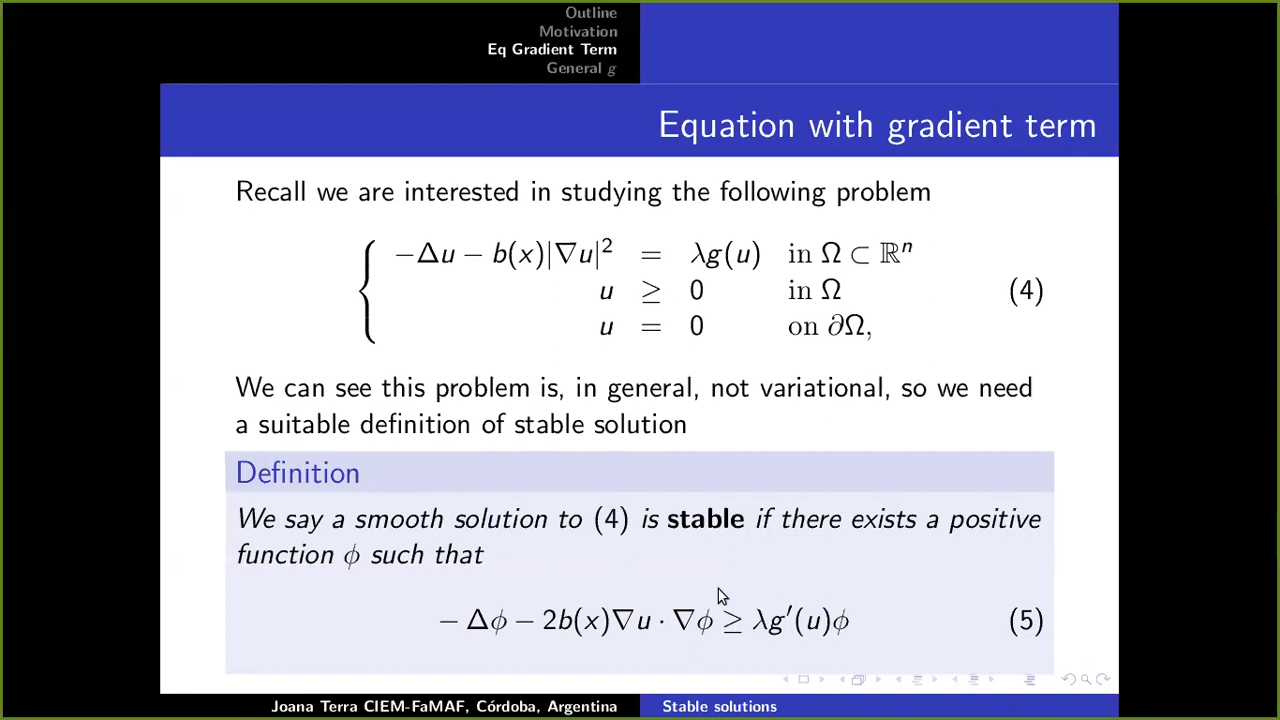 Outline
Motivation
Eq Gradient Term
General g
Equation with gradient term
Recall we are interested in studying the following problem
−Δu − b(x)|∇u|² = λg(u) in Ω ⊂ ℝⁿ
u ≥ 0 in Ω (4)
u = 0 on ∂Ω,
We can see this problem is, in general, not variational, so we need
a suitable definition of stable solution
Definition
We say a smooth solution to (4) is stable if there exists a positive
function ϕ such that
− Δϕ − 2b(x)∇u · ∇ϕ ≥ λg′(u)ϕ (5)
Joana Terra CIEM-FaMAF, Córdoba, Argentina Stable solutions